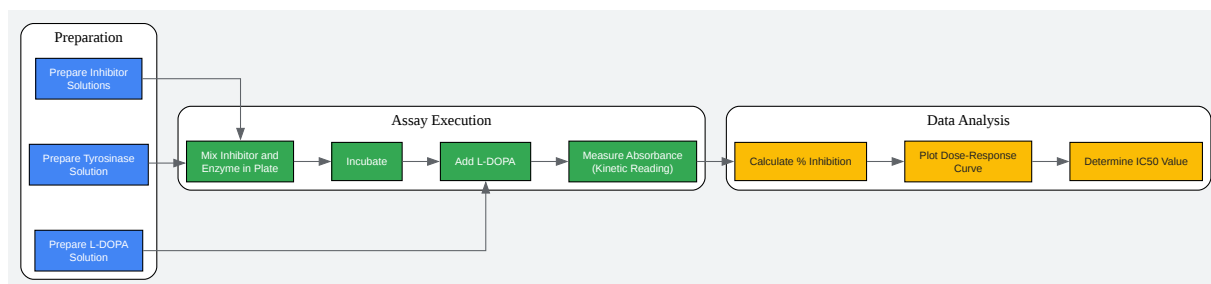 Preparation
Prepare Inhibitor
Solutions
Prepare Tyrosinase
Solution
Prepare L-DOPA
Solution
Assay Execution
Mix Inhibitor and
Enzyme in Plate
Incubate
Add L-DOPA
Measure Absorbance
(Kinetic Reading)
Data Analysis
Calculate % Inhibition
Plot Dose-Response
Curve
Determine IC50 Value